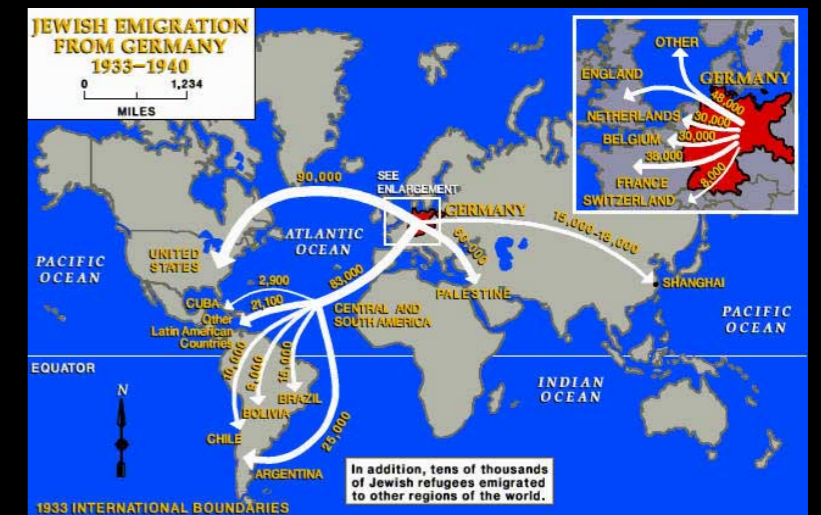 JEWISH EMIGRATION
FROM GERMANY
1933–1940
0 1,234
MILES
OTHER
ENGLAND
GERMANY
48,000
NETHERLANDS
30,000
BELGIUM
30,000
38,000
FRANCE
8,000
SWITZERLAND
90,000
SEE
ENLARGEMENT
GERMANY
ATLANTIC
OCEAN
15,000-18,000
60,000
UNITED
STATES
PACIFIC
OCEAN
2,900
83,000
PALESTINE
SHANGHAI
CUBA
21,100
Other
Latin American
Countries
CENTRAL AND
SOUTH AMERICA
PACIFIC
OCEAN
EQUATOR
10,000
9,000
15,000
BRAZIL
BOLIVIA
INDIAN
OCEAN
N
25,000
CHILE
ARGENTINA
In addition, tens of thousands
of Jewish refugees emigrated
to other regions of the world.
1933 INTERNATIONAL BOUNDARIES